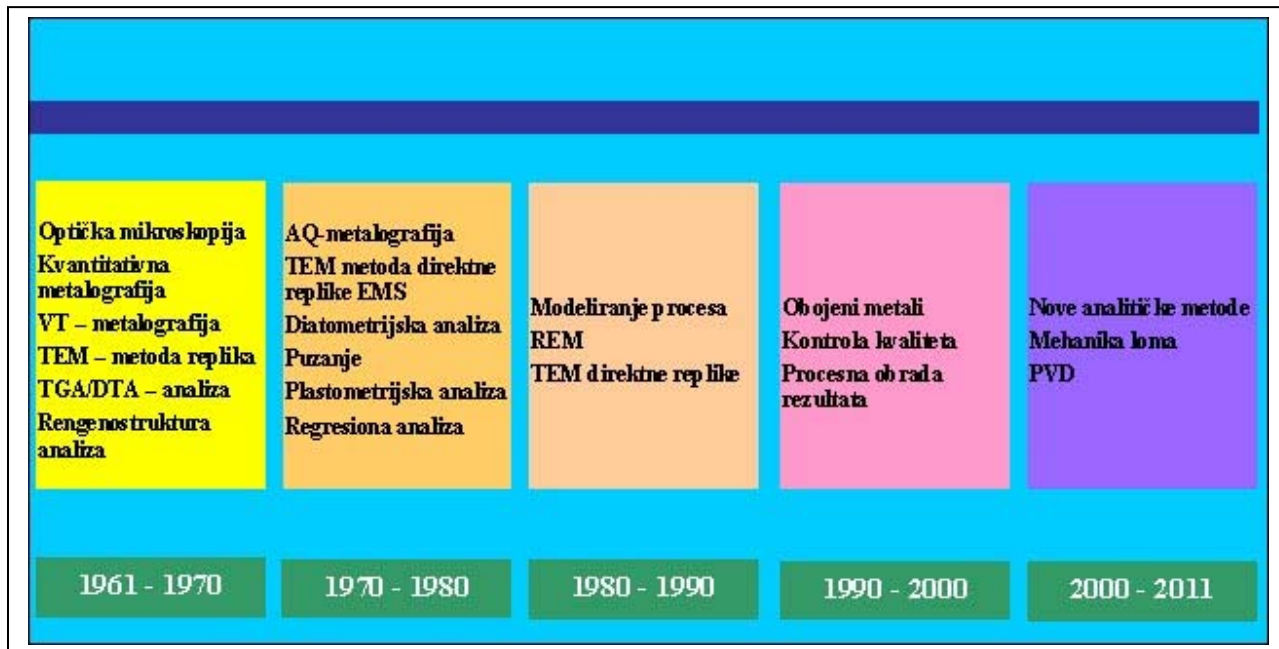 Optička mikroskopija
Kvantitativna
metalografija
VT – metalografija
TEM – metoda replika
TGA/DTA – analiza
Rengenostruktura
analiza
1961 - 1970
AQ-metalografija
TEM metoda direktne
replike EMS
Diatometrijska analiza
Puzanje
Plastometrijska analiza
Regresiona analiza
1970 - 1980
Modeliranje procesa
REM
TEM direktne replike
1980 - 1990
Obojeni metali
Kontrola kvaliteta
Procesna obrada
rezultata
1990 - 2000
Nove analitičke metode
Mehanika loma
PVD
2000 - 2011